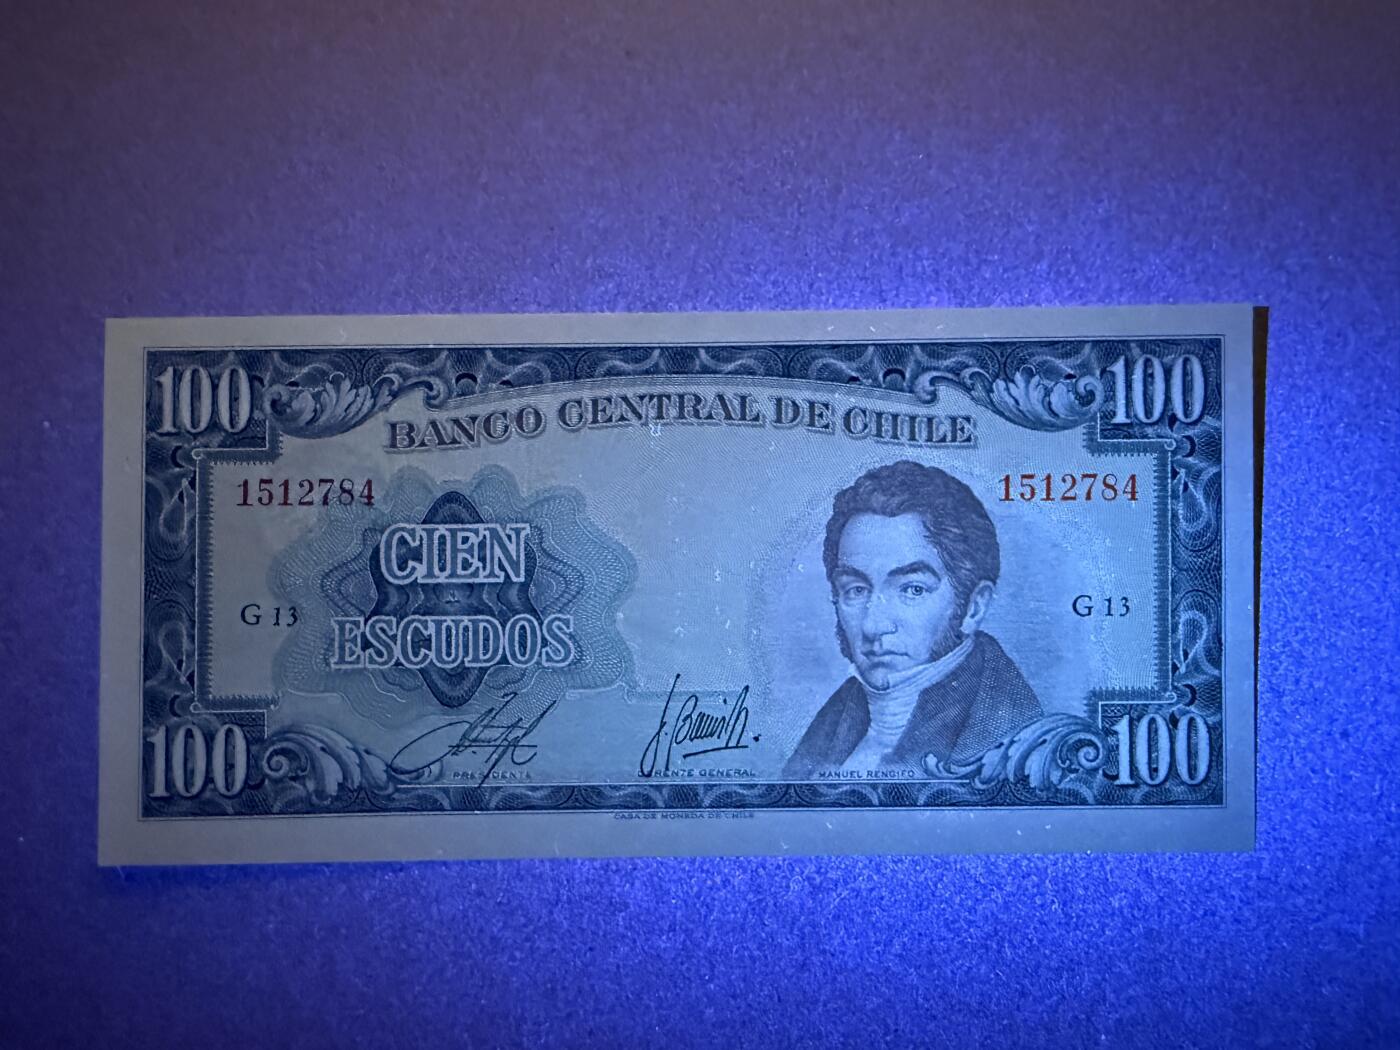 100 100
BANCO CENTRAL DE CHILE
1512784 1512784
CIEN
G 13 G 13
ESCUDOS
PRESIDENTE GERENTE GENERAL MANUEL RENGIFO
100 100
CASA DE MONEDA DE CHILE